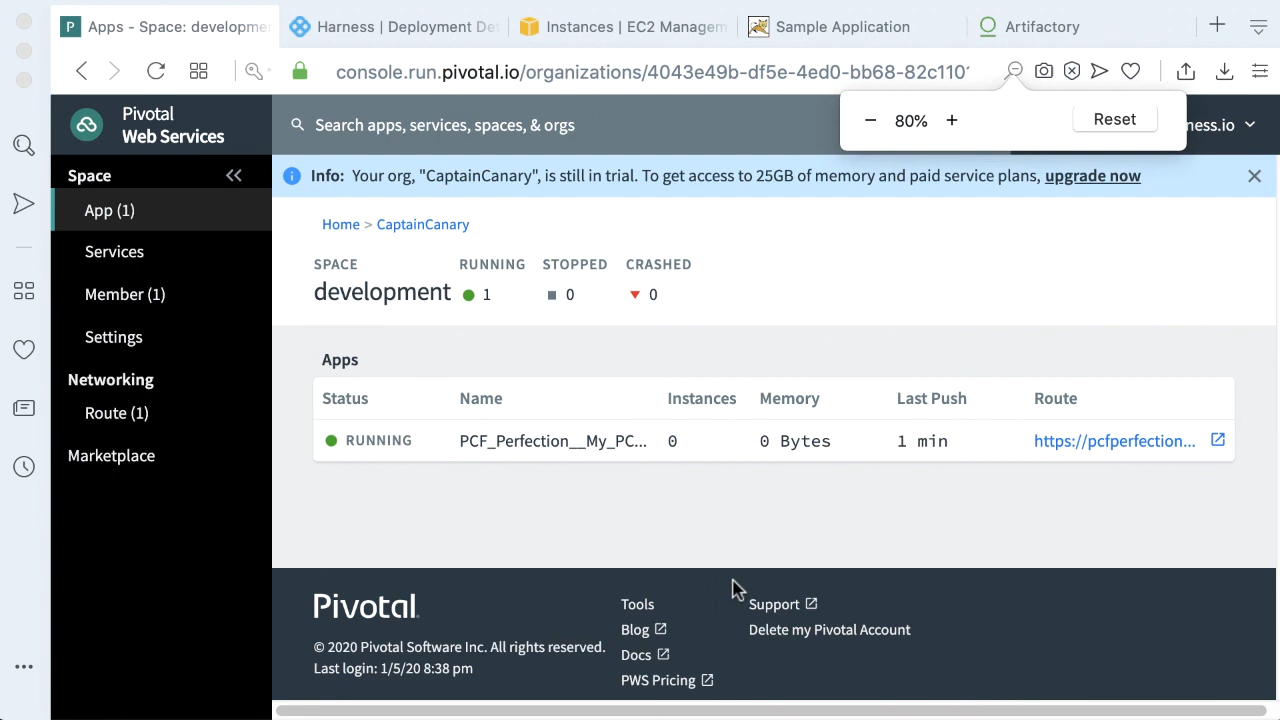 Apps - Space: developme
Harness | Deployment Det
Instances | EC2 Managem
Sample Application
Artifactory
console.run.pivotal.io/organizations/4043e49b-df5e-4ed0-bb68-82c110
80%
Reset
Pivotal
Web Services
Search apps, services, spaces, & orgs
ness.io
Space
App (1)
Services
Member (1)
Settings
Networking
Route (1)
Marketplace
Info: Your org, "CaptainCanary", is still in trial. To get access to 25GB of memory and paid service plans, upgrade now
Home > CaptainCanary
SPACE RUNNING STOPPED CRASHED
development 1 0 0
Apps
Status Name Instances Memory Last Push Route
RUNNING PCF_Perfection__My_PC... 0 0 Bytes 1 min https://pcfperfection...
Pivotal.
© 2020 Pivotal Software Inc. All rights reserved.
Last login: 1/5/20 8:38 pm
Tools
Blog
Docs
PWS Pricing
Support
Delete my Pivotal Account